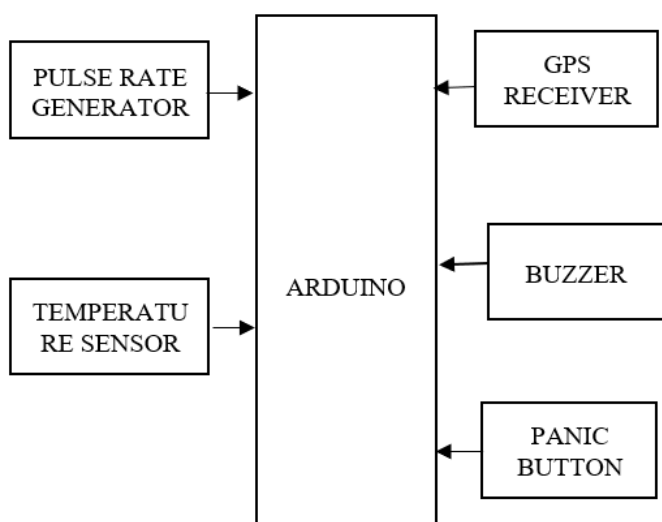 PULSE RATE
GENERATOR
TEMPERATU
RE SENSOR
ARDUINO
GPS
RECEIVER
BUZZER
PANIC
BUTTON